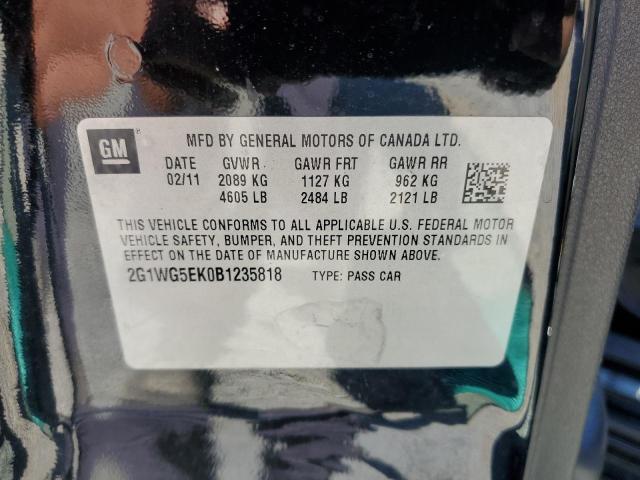 GM ®
MFD BY GENERAL MOTORS OF CANADA LTD.
DATE GVWR GAWR FRT GAWR RR
02/11 2089 KG 1127 KG 962 KG
4605 LB 2484 LB 2121 LB
THIS VEHICLE CONFORMS TO ALL APPLICABLE U.S. FEDERAL MOTOR
VEHICLE SAFETY, BUMPER, AND THEFT PREVENTION STANDARDS
IN EFFECT ON THE DATE OF MANUFACTURE SHOWN ABOVE.
2G1WG5EK0B1235818 TYPE: PASS CAR